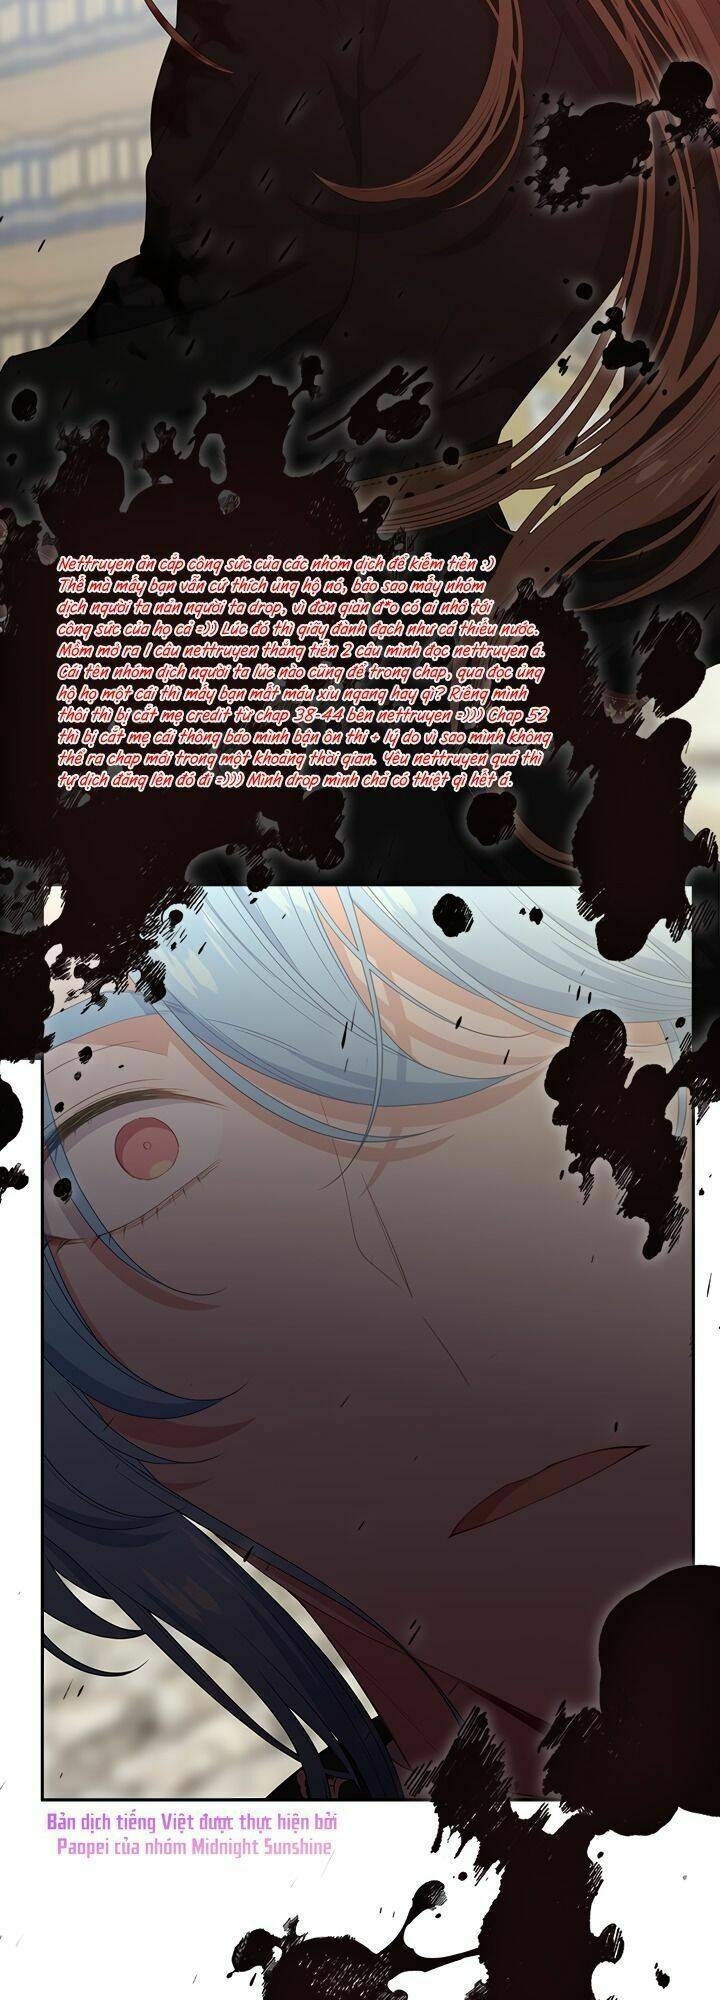 Nettruyen ăn cắp công sức của các nhóm dịch để kiếm tiền :)
Thế mà mấy bạn vẫn cứ thích ủng hộ nó, bảo sao mấy nhóm
dịch người ta nản người ta drop, vì đơn giản đ*o có ai nhớ tới
công sức của họ cả =)) Lúc đó thì giãy đành đạch như cá thiếu nước.
Mồm mở ra 1 câu nettruyen thẳng tiễn 2 câu mình đọc nettruyen á.
Cái tên nhóm dịch người ta lúc nào cũng để trong chap, qua đọc ủng
hộ họ một cái thì mấy bạn mất máu xỉu ngang hay gì? Riêng mình
thôi thì bị cắt mẹ credit từ chap 38-44 bên nettruyen =))) Chap 52
thì bị cắt mẹ cái thông báo mình bận ôn thi + lý do vì sao mình không
thể ra chap mới trong một khoảng thời gian. Yêu nettruyen quá thì
tự dịch đăng lên đó đi =))) Mình drop mình chả có thiệt gì hết á.
Bản dịch tiếng Việt được thực hiện bởi
Paopei của nhóm Midnight Sunshine